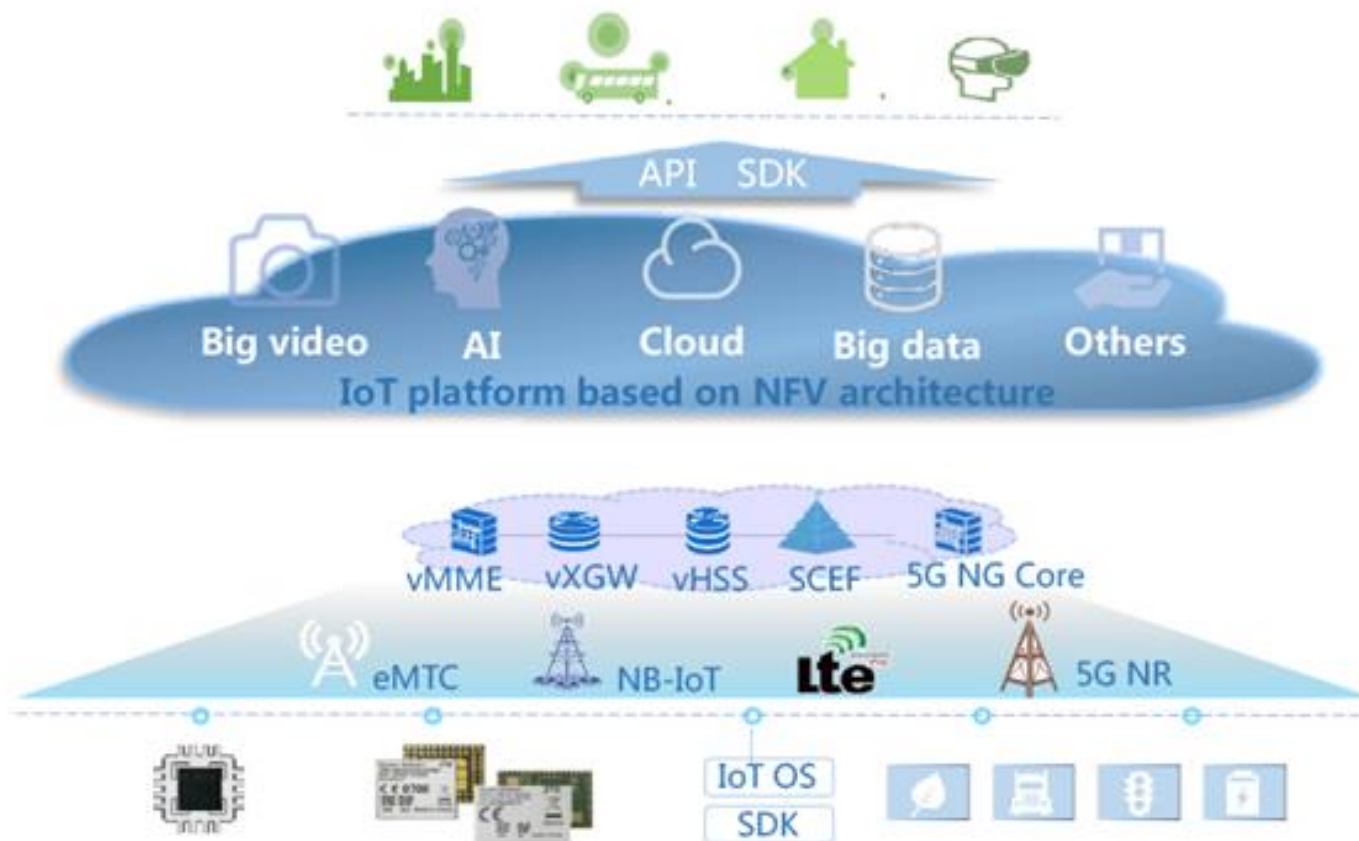 API SDK
Big video AI Cloud Big data Others
IoT platform based on NFV architecture
vMME vXGW vHSS SCEF 5G NG Core
eMTC NB-IoT Lte 5G NR
IoT OS
SDK